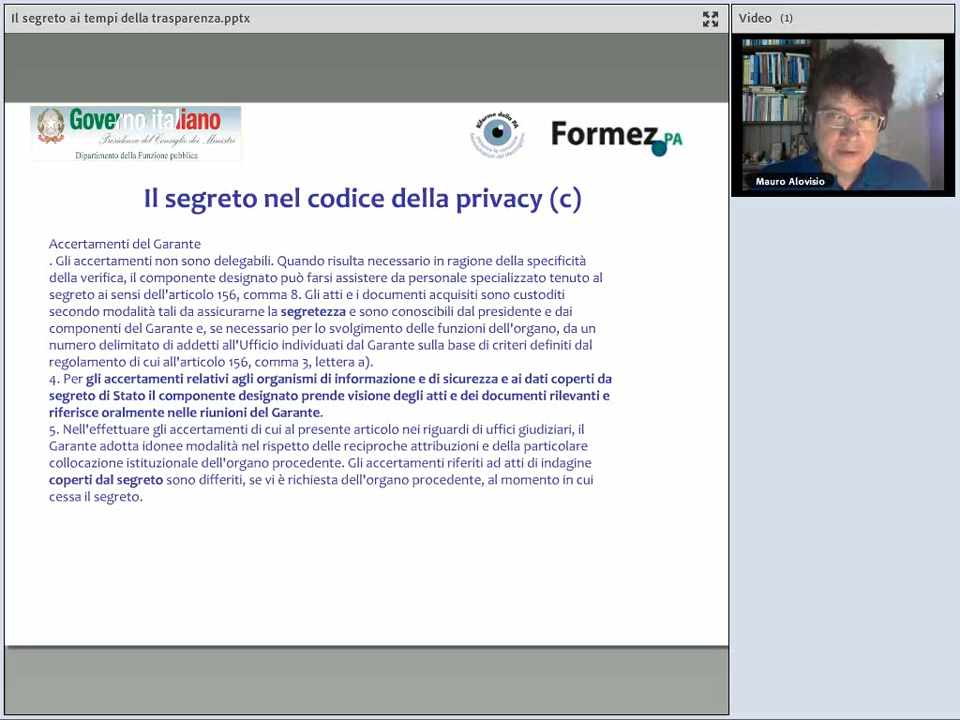 Il segreto ai tempi della trasparenza.pptx
Video (1)
Governo italiano
Presidenza del Consiglio dei Ministri
Dipartimento della Funzione pubblica
Riforme della PA
Formez PA
Mauro Alovisio
Il segreto nel codice della privacy (c)
Accertamenti del Garante
. Gli accertamenti non sono delegabili. Quando risulta necessario in ragione della specificità
della verifica, il componente designato può farsi assistere da personale specializzato tenuto al
segreto ai sensi dell'articolo 156, comma 8. Gli atti e i documenti acquisiti sono custoditi
secondo modalità tali da assicurarne la segretezza e sono conoscibili dal presidente e dai
componenti del Garante e, se necessario per lo svolgimento delle funzioni dell'organo, da un
numero delimitato di addetti all'Ufficio individuati dal Garante sulla base di criteri definiti dal
regolamento di cui all'articolo 156, comma 3, lettera a).
4. Per gli accertamenti relativi agli organismi di informazione e di sicurezza e ai dati coperti da
segreto di Stato il componente designato prende visione degli atti e dei documenti rilevanti e
riferisce oralmente nelle riunioni del Garante.
5. Nell'effettuare gli accertamenti di cui al presente articolo nei riguardi di uffici giudiziari, il
Garante adotta idonee modalità nel rispetto delle reciproche attribuzioni e della particolare
collocazione istituzionale dell'organo procedente. Gli accertamenti riferiti ad atti di indagine
coperti dal segreto sono differiti, se vi è richiesta dell'organo procedente, al momento in cui
cessa il segreto.